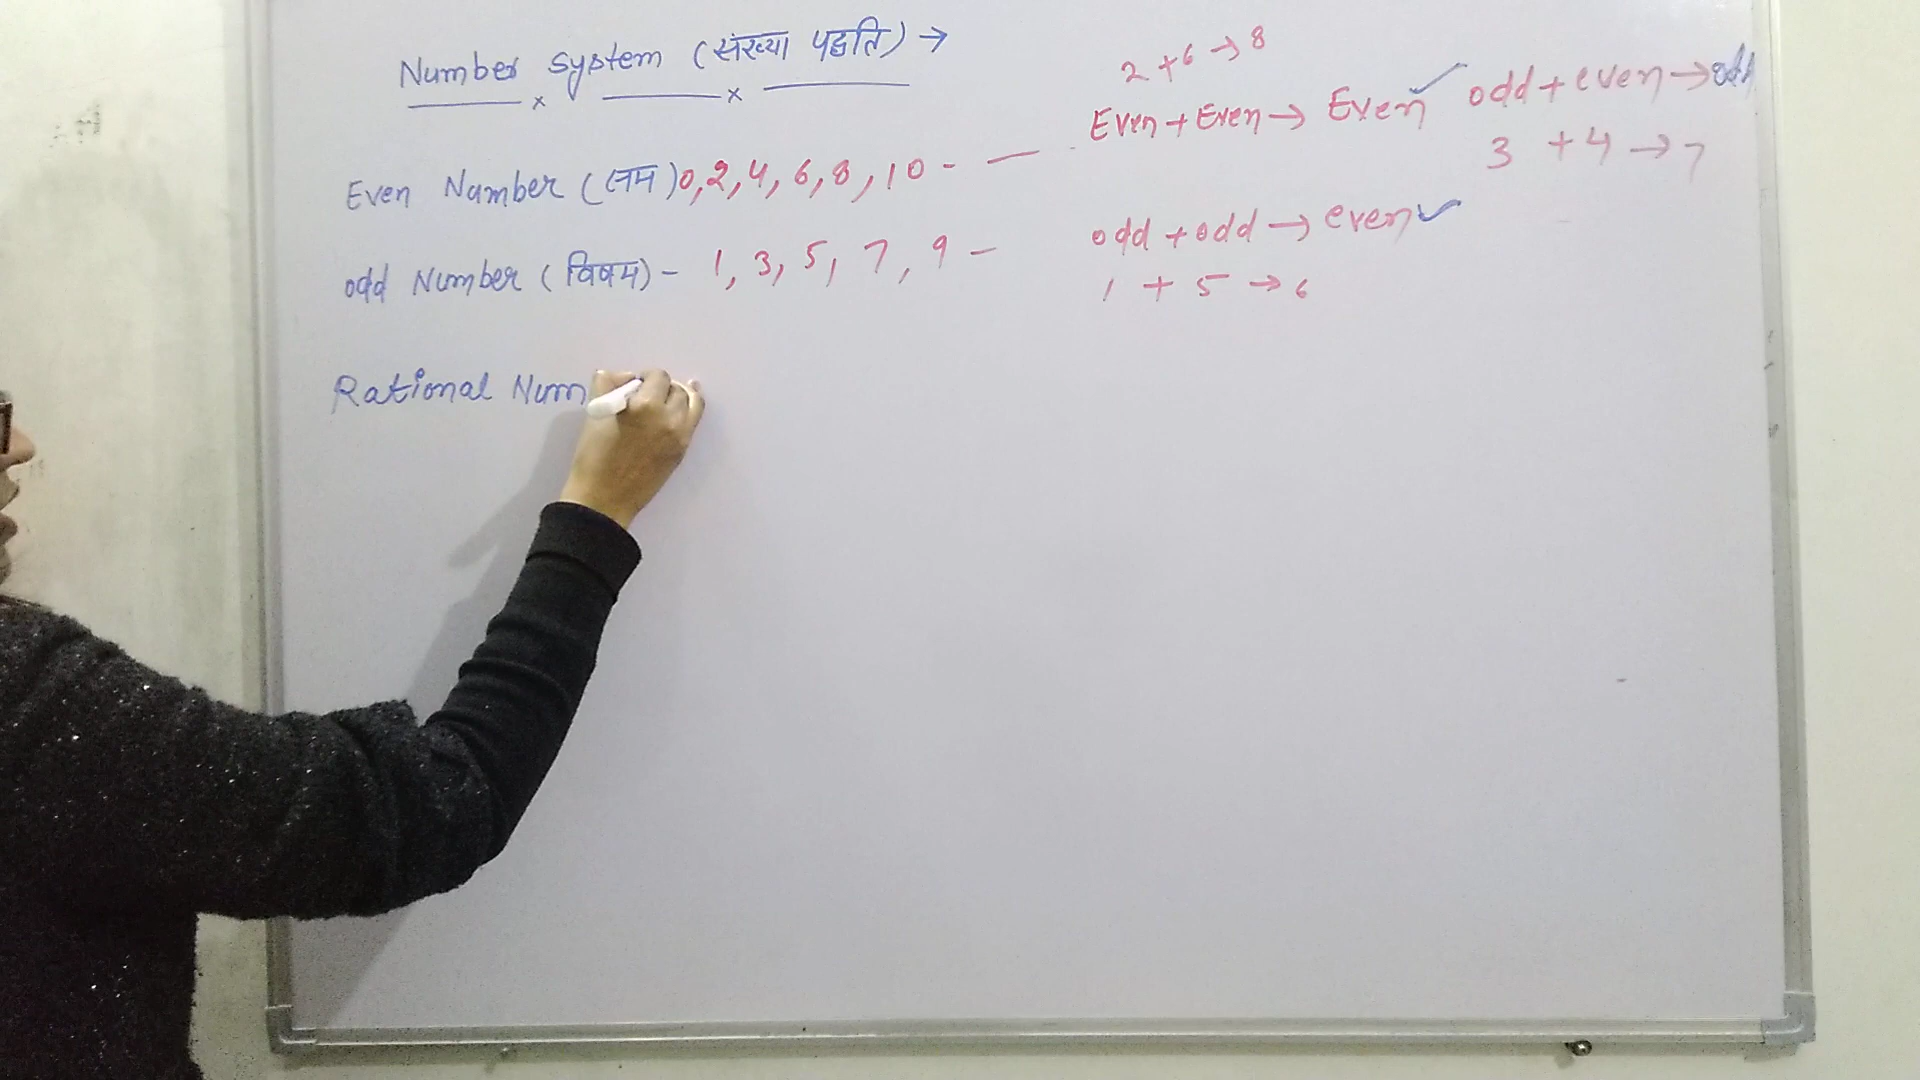 Number System (संख्या पद्धति) →
Even Number (सम) 0, 2, 4, 6, 8, 10 - —
odd Number (विषम) - 1, 3, 5, 7, 9 -
Rational Num
2 + 6 → 8
Even + Even → Even ✓
odd + even → odd
3 + 4 → 7
odd + odd → even ✓
1 + 5 → 6